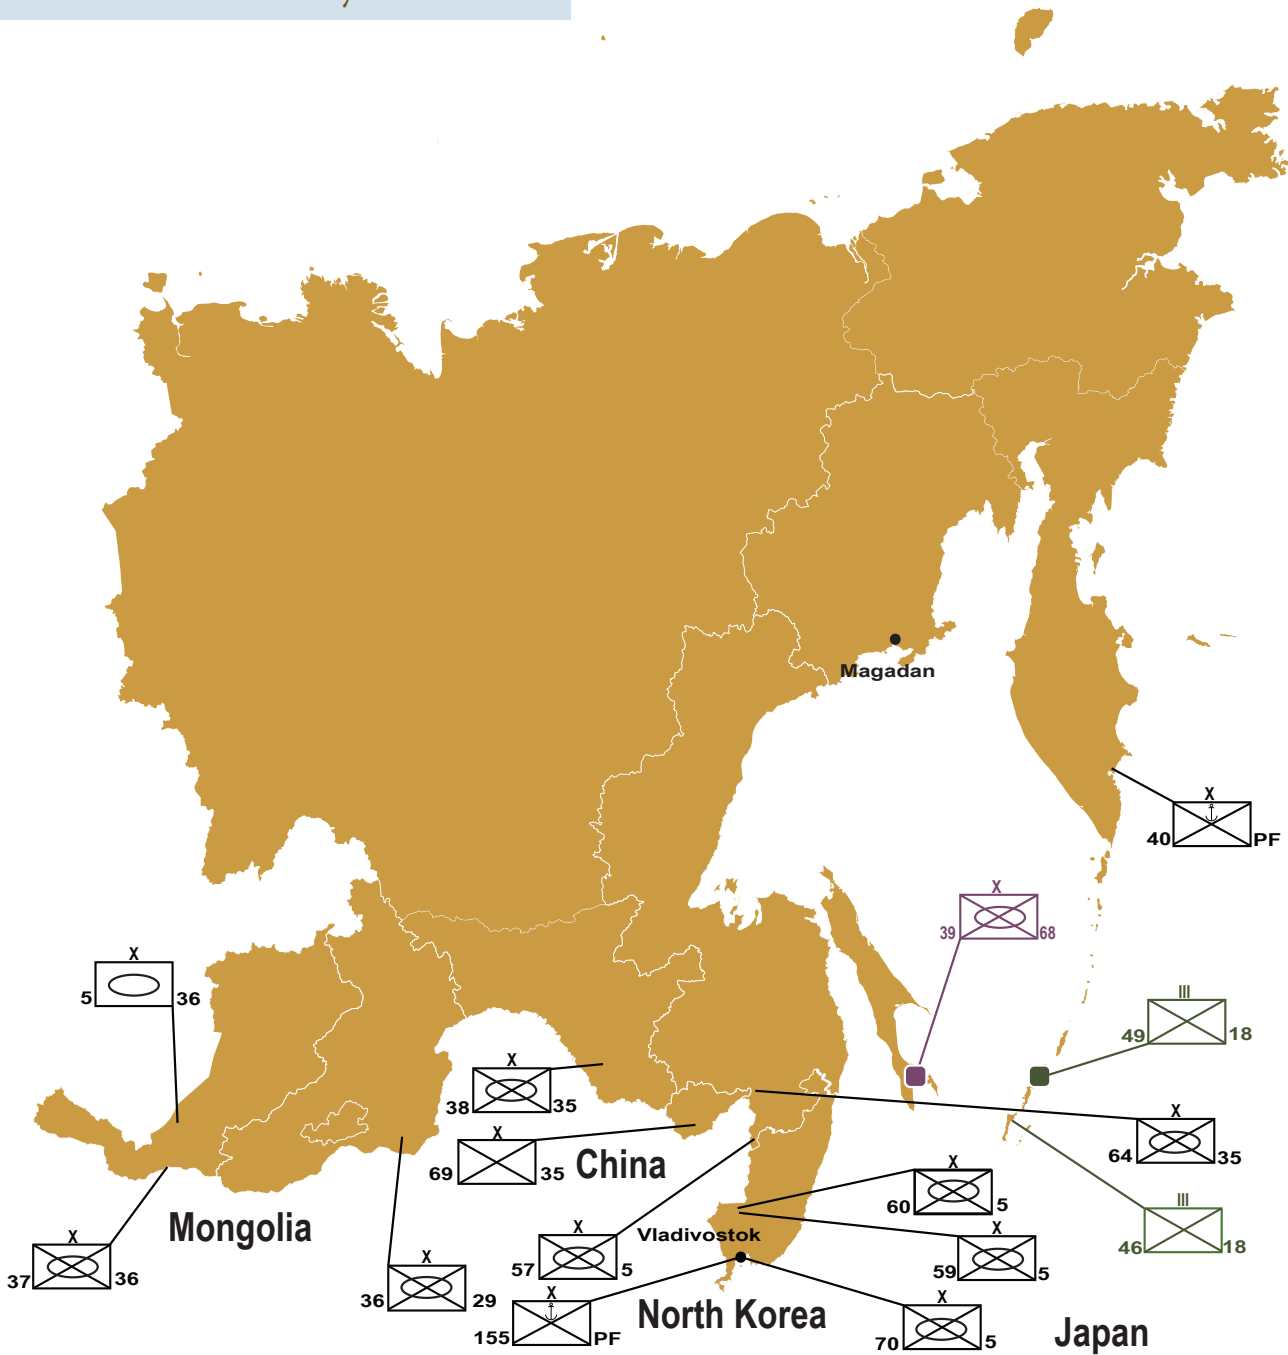 Magadan
X
40 PF
X
39 68
X
5 36
III
49 18
X
38 35
X
64 35
X
69 35
China
X
60 5
III
46 18
Mongolia
Vladivostok
X
57 5
X
59 5
X
37 36
X
36 29
X
155 PF
North Korea
X
70 5
Japan